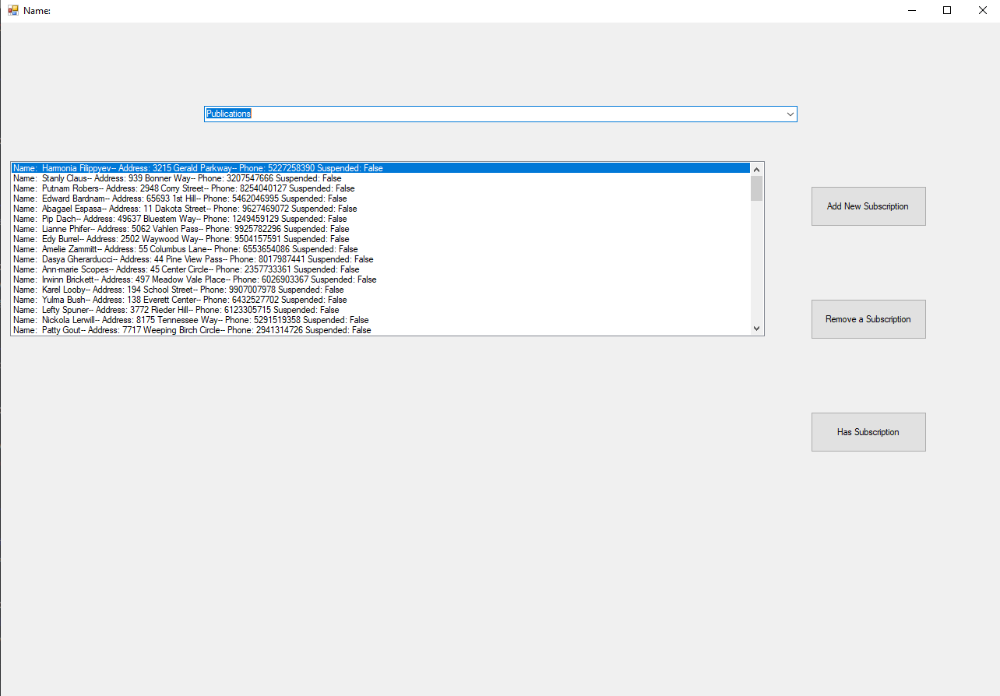 Name:
Publications
Name: Harmonia Filippyev-- Address: 3215 Gerald Parkway-- Phone: 5227258390 Suspended: False
Name: Stanly Claus-- Address: 939 Bonner Way-- Phone: 3207547666 Suspended: False
Name: Putnam Robers-- Address: 2948 Corry Street-- Phone: 8254040127 Suspended: False
Name: Edward Bardnam-- Address: 65693 1st Hill-- Phone: 5462046995 Suspended: False
Name: Abagael Espasa-- Address: 11 Dakota Street-- Phone: 9627469072 Suspended: False
Name: Pip Dach-- Address: 49637 Bluestem Way-- Phone: 1249459129 Suspended: False
Name: Lianne Phifer-- Address: 5062 Vahlen Pass-- Phone: 9925782296 Suspended: False
Name: Edy Burrel-- Address: 2502 Waywood Way-- Phone: 9504157591 Suspended: False
Name: Amelie Zammitt-- Address: 55 Columbus Lane-- Phone: 6553654086 Suspended: False
Name: Dasya Gherarducci-- Address: 44 Pine View Pass-- Phone: 8017987441 Suspended: False
Name: Ann-marie Scopes-- Address: 45 Center Circle-- Phone: 2357733361 Suspended: False
Name: Irwinn Brickett-- Address: 497 Meadow Vale Place-- Phone: 6026903367 Suspended: False
Name: Karel Looby-- Address: 194 School Street-- Phone: 9907007978 Suspended: False
Name: Yulma Bush-- Address: 138 Everett Center-- Phone: 6432527702 Suspended: False
Name: Lefty Spuner-- Address: 3772 Rieder Hill-- Phone: 6123305715 Suspended: False
Name: Nickola Lerwill-- Address: 8175 Tennessee Way-- Phone: 5291519358 Suspended: False
Name: Patty Gout-- Address: 7717 Weeping Birch Circle-- Phone: 2941314726 Suspended: False
Add New Subscription
Remove a Subscription
Has Subscription